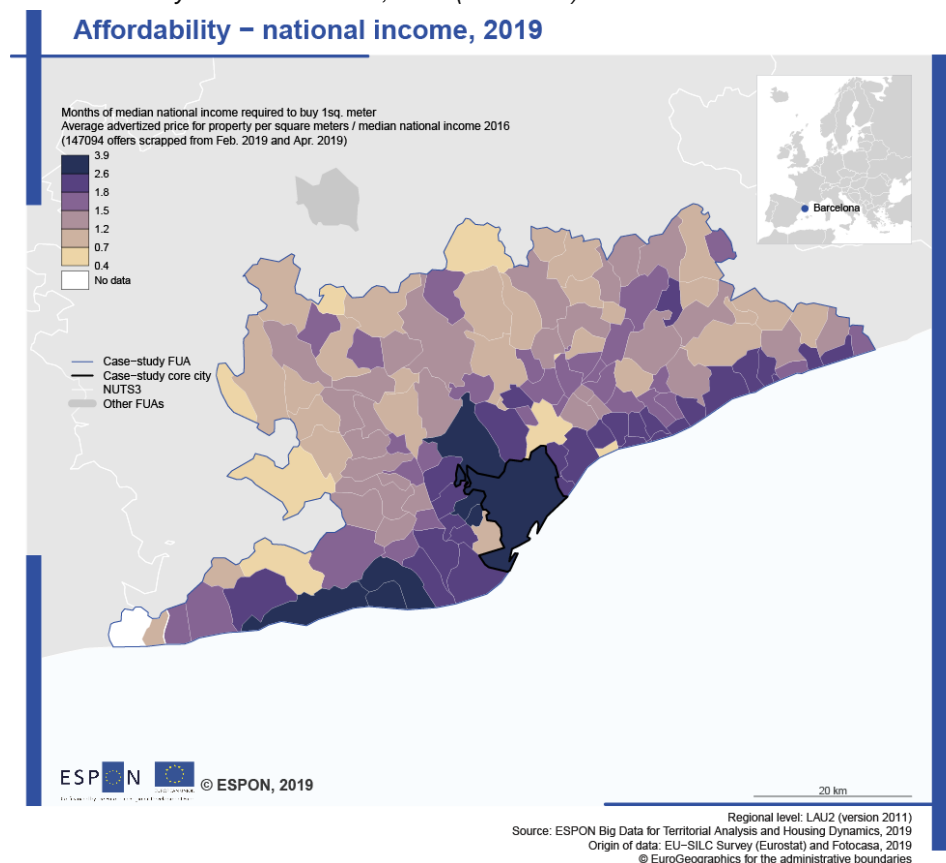 Affordability − national income, 2019
Months of median national income required to buy 1sq. meter
Average advertized price for property per square meters / median national income 2016
(147094 offers scrapped from Feb. 2019 and Apr. 2019)
3.9
2.6
1.8
1.5
1.2
0.7
0.4
No data
Barcelona
Case−study FUA
Case−study core city
NUTS3
Other FUAs
ESPON
© ESPON, 2019
20 km
Regional level: LAU2 (version 2011)
Source: ESPON Big Data for Territorial Analysis and Housing Dynamics, 2019
Origin of data: EU−SILC Survey (Eurostat) and Fotocasa, 2019
© EuroGeographics for the administrative boundaries